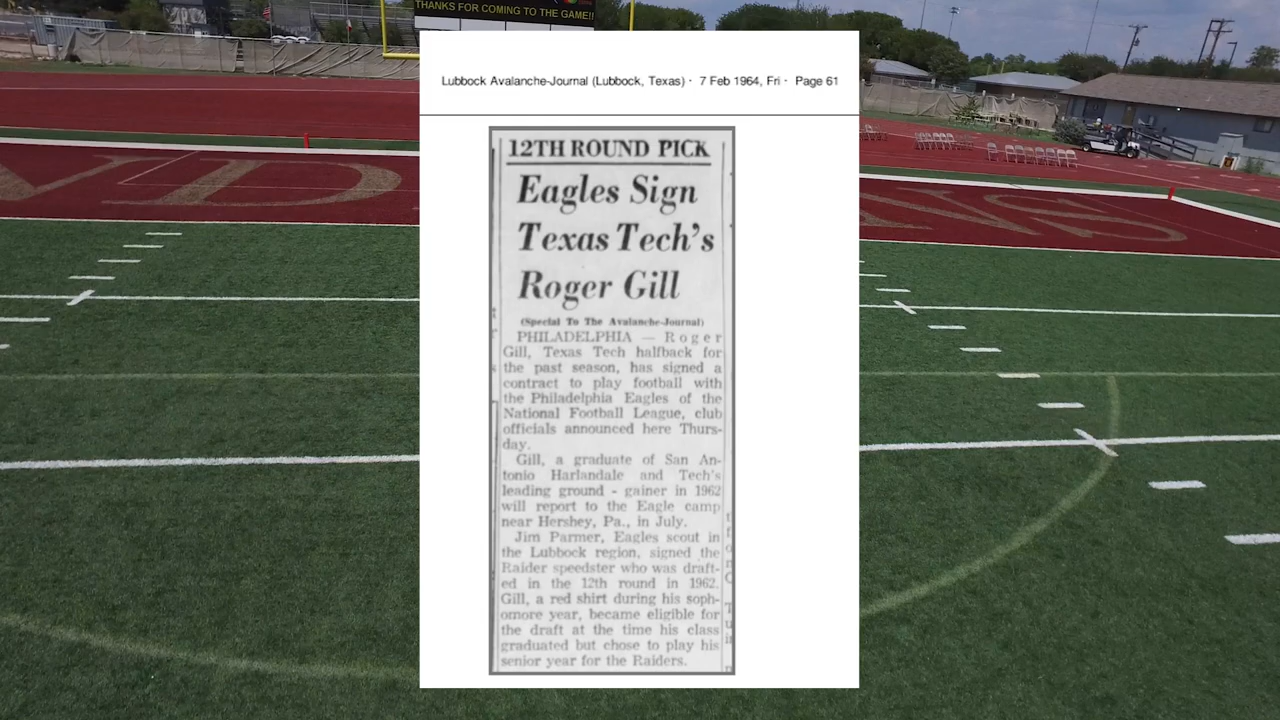 THANKS FOR COMING TO THE GAME!!
Lubbock Avalanche-Journal (Lubbock, Texas) · 7 Feb 1964, Fri · Page 61
12TH ROUND PICK
Eagles Sign
Texas Tech's
Roger Gill
(Special To The Avalanche-Journal)
PHILADELPHIA — Roger
Gill, Texas Tech halfback for
the past season, has signed a
contract to play football with
the Philadelphia Eagles of the
National Football League, club
officials announced here Thurs-
day.
Gill, a graduate of San An-
tonio Harlandale and Tech's
leading ground - gainer in 1962
will report to the Eagle camp
near Hershey, Pa., in July.
Jim Parmer, Eagles scout in
the Lubbock region, signed the
Raider speedster who was draft-
ed in the 12th round in 1962.
Gill, a red shirt during his soph-
omore year, became eligible for
the draft at the time his class
graduated but chose to play his
senior year for the Raiders.